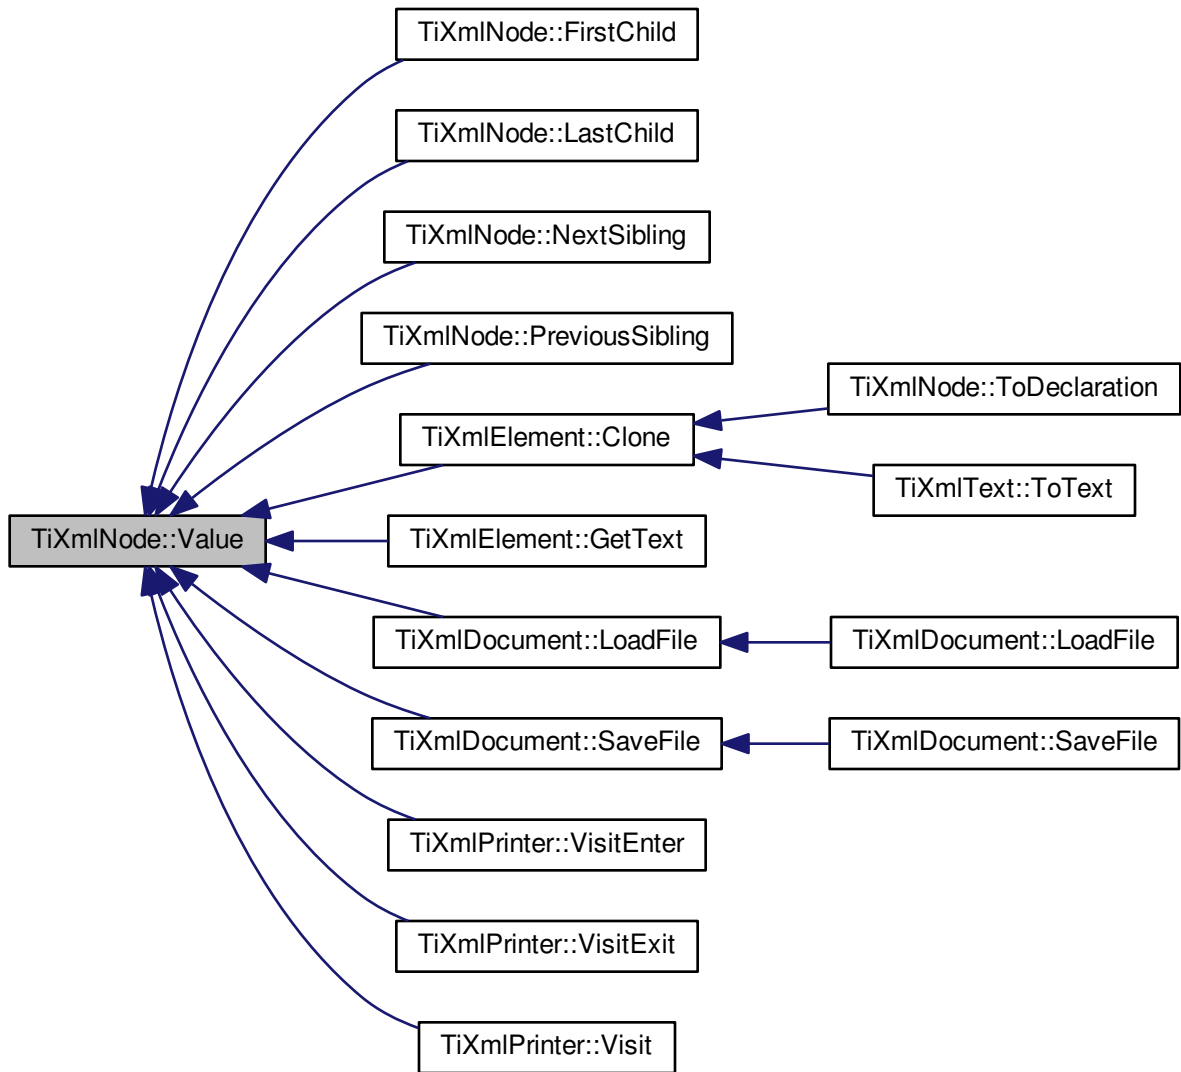 TiXmlNode::FirstChild
TiXmlNode::LastChild
TiXmlNode::NextSibling
TiXmlNode::PreviousSibling
TiXmlNode::ToDeclaration
TiXmlElement::Clone
TiXmlText::ToText
TiXmlNode::Value
TiXmlElement::GetText
TiXmlDocument::LoadFile
TiXmlDocument::LoadFile
TiXmlDocument::SaveFile
TiXmlDocument::SaveFile
TiXmlPrinter::VisitEnter
TiXmlPrinter::VisitExit
TiXmlPrinter::Visit